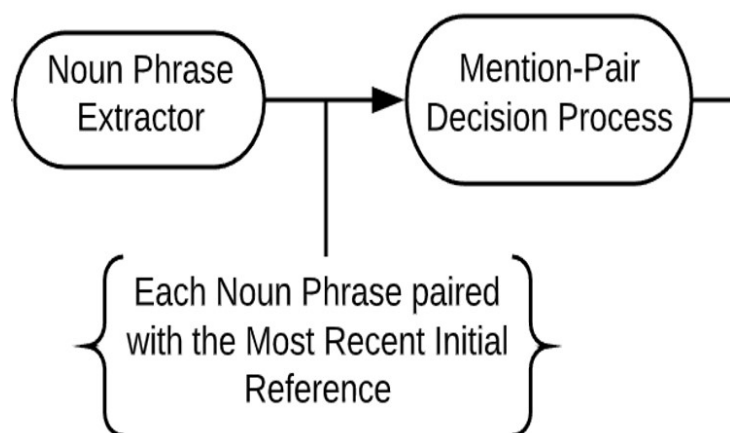 Noun Phrase
Extractor
Mention-Pair
Decision Process
Each Noun Phrase paired
with the Most Recent Initial
Reference